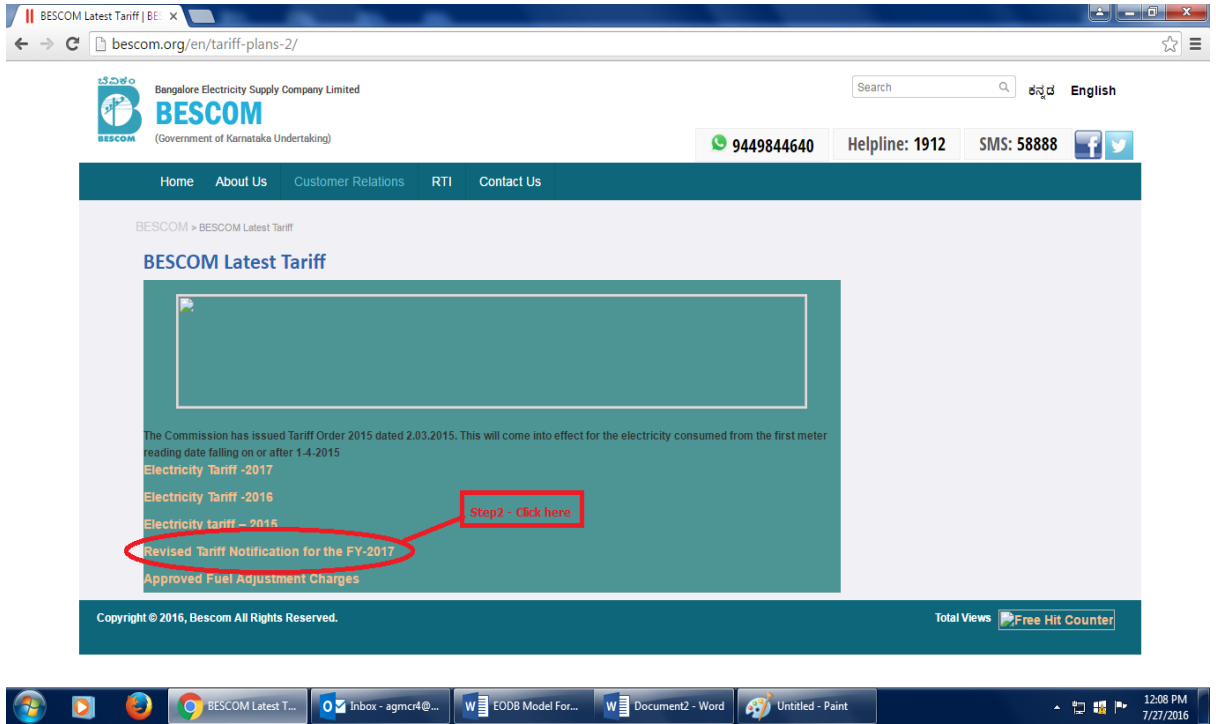 BESCOM Latest Tariff | BES
bescom.org/en/tariff-plans-2/
ಬೆವಿಕಂ
BESCOM
Bangalore Electricity Supply Company Limited
BESCOM
(Government of Karnataka Undertaking)
Search
ಕನ್ನಡ English
9449844640 Helpline: 1912 SMS: 58888
Home About Us Customer Relations RTI Contact Us
BESCOM > BESCOM Latest Tariff
BESCOM Latest Tariff
The Commission has issued Tariff Order 2015 dated 2.03.2015. This will come into effect for the electricity consumed from the first meter
reading date falling on or after 1-4-2015
Electricity Tariff -2017
Electricity Tariff -2016
Step2 - Click here
Electricity tariff – 2015
Revised Tariff Notification for the FY-2017
Approved Fuel Adjustment Charges
Copyright © 2016, Bescom All Rights Reserved. Total Views Free Hit Counter
BESCOM Latest T... Inbox - agmcr4@... EODB Model For... Document2 - Word Untitled - Paint 12:08 PM
7/27/2016